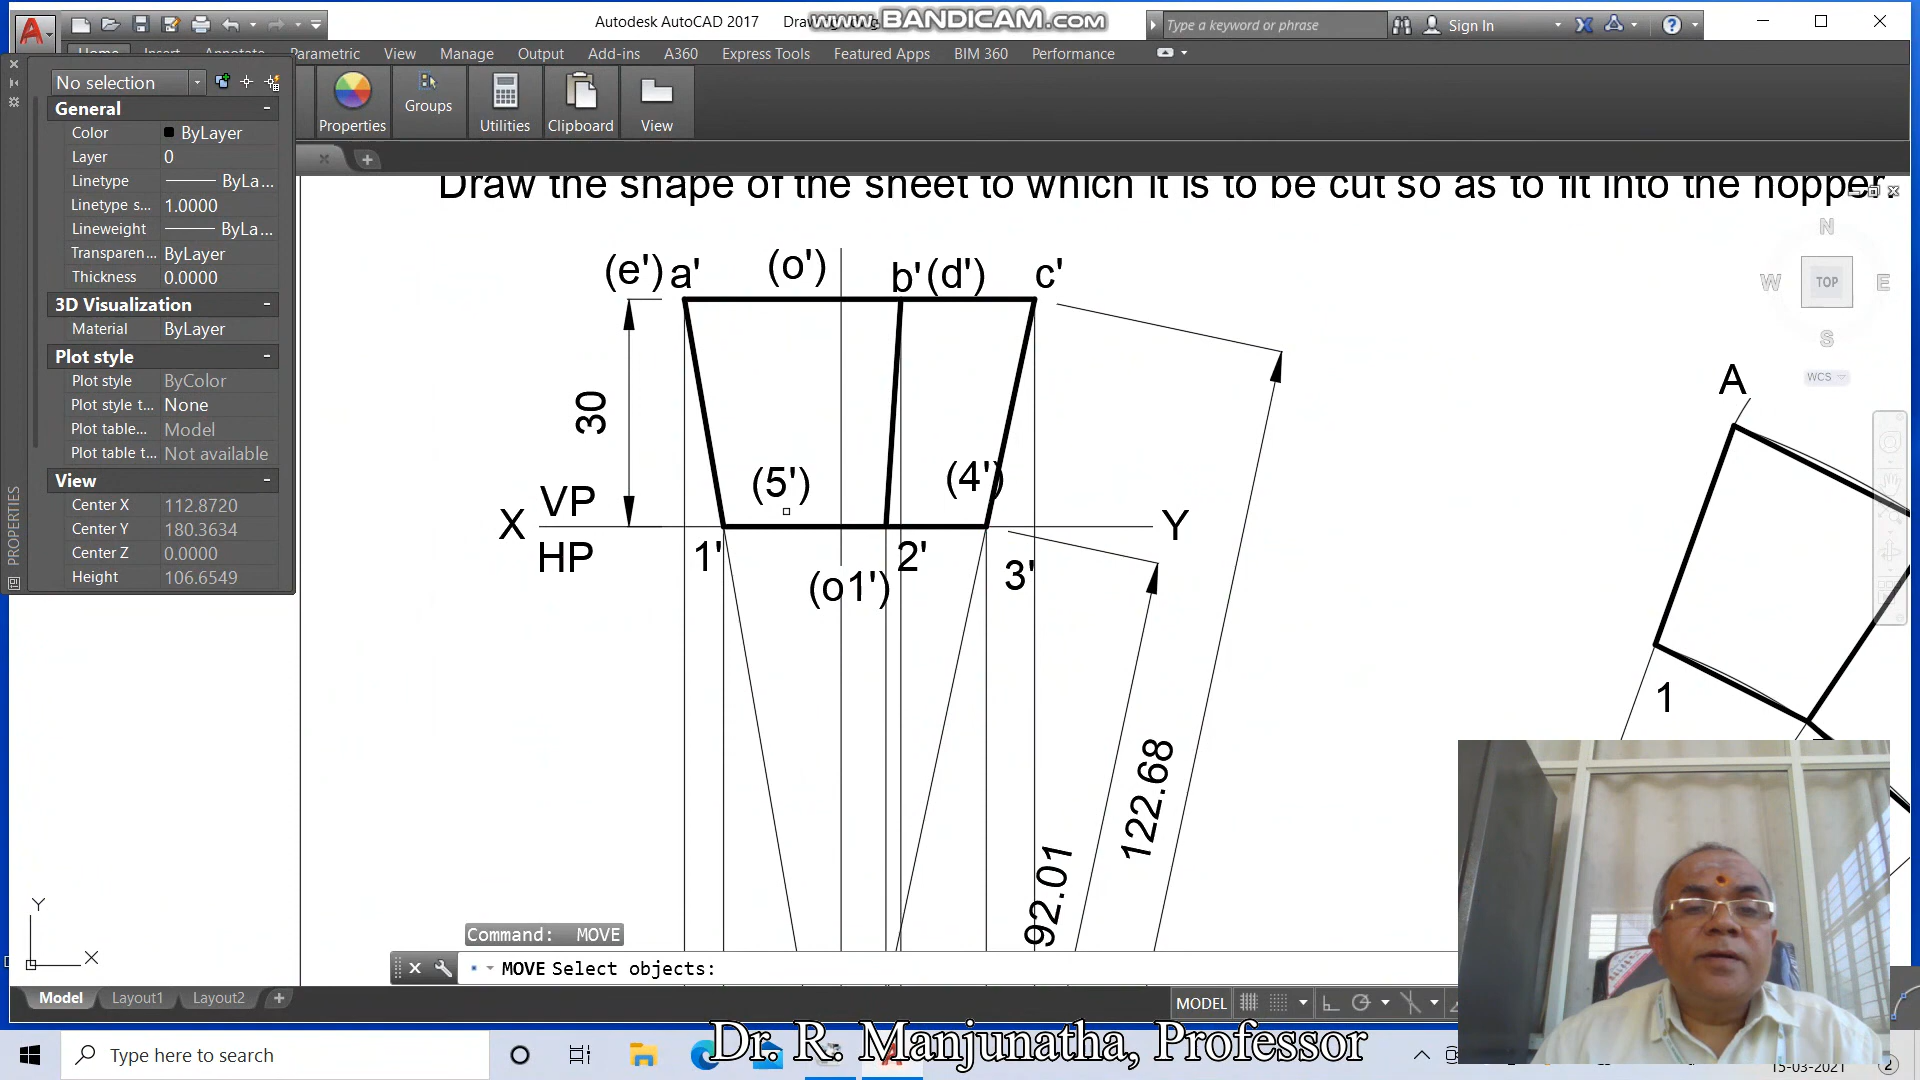 Autodesk AutoCAD 2017
www.BANDICAM.com
Type a keyword or phrase
Sign In
Home Insert Annotate Parametric View Manage Output Add-ins A360 Express Tools Featured Apps BIM 360 Performance
Properties
Groups
Utilities
Clipboard
View
No selection
General
Color ByLayer
Layer 0
Linetype ByLa...
Linetype s... 1.0000
Lineweight ByLa...
Transparen... ByLayer
Thickness 0.0000
3D Visualization
Material ByLayer
Plot style
Plot style ByColor
Plot style t... None
Plot table... Model
Plot table t... Not available
View
Center X 112.8720
Center Y 180.3634
Center Z 0.0000
Height 106.6549
PROPERTIES
Draw the shape of the sheet to which it is to be cut so as to fit into the hopper.
(e') a' (o') b' (d') c'
30
(5') (4')
X VP Y
HP 1' 2' 3'
(o1')
122.68
92.01
A
1
N
W TOP E
S
WCS
Y
X
Command: MOVE
MOVE Select objects:
Model Layout1 Layout2
MODEL
Type here to search
Dr. R. Manjunatha, Professor
15-03-2021
2